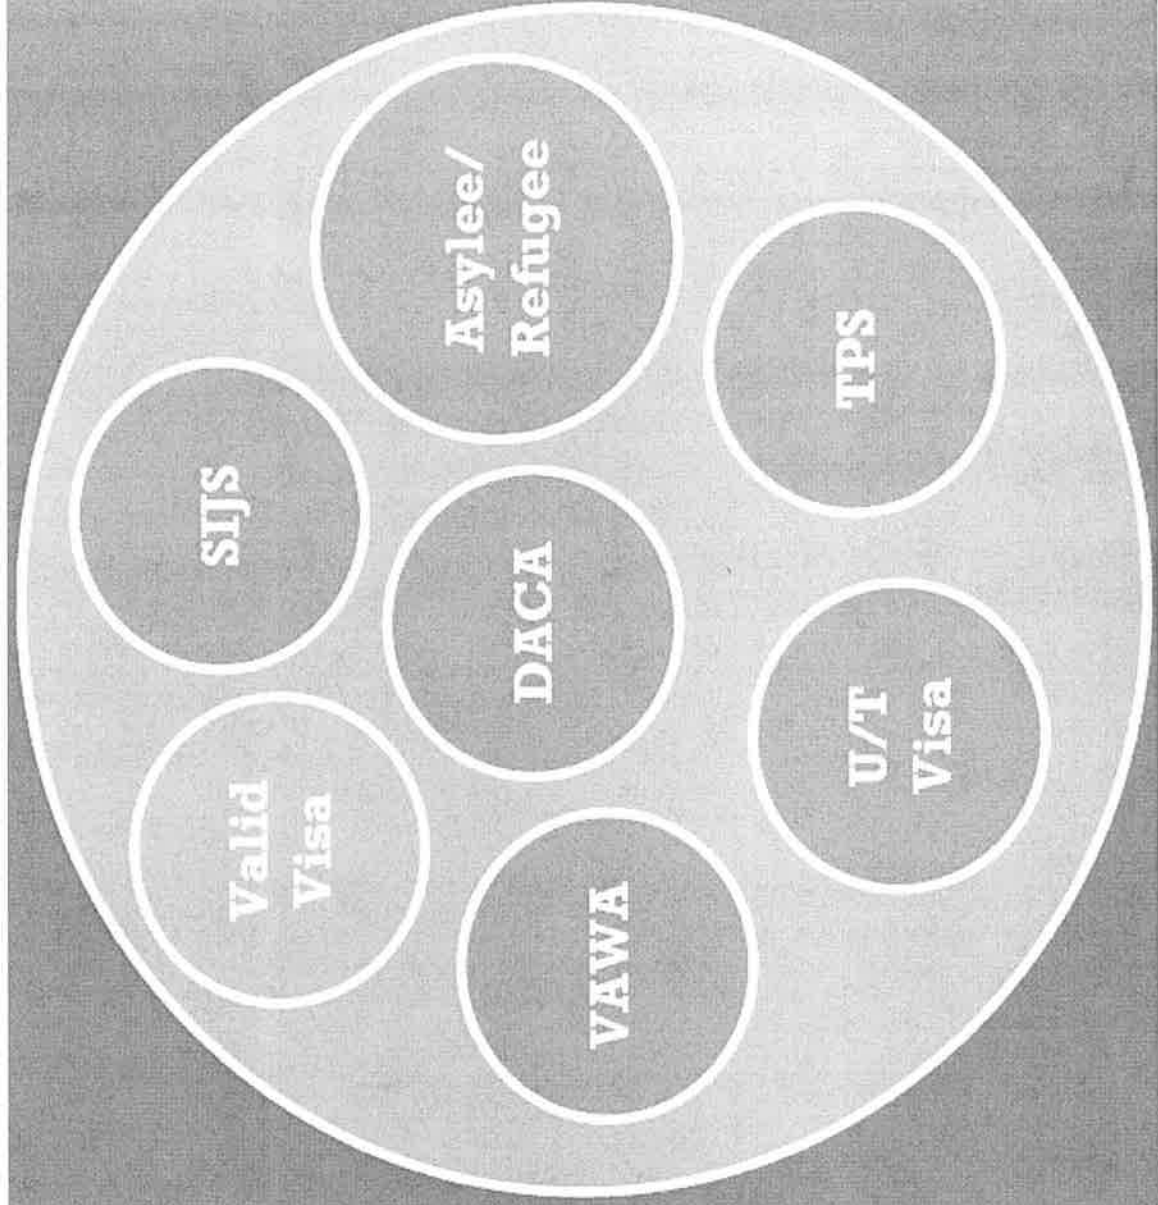 Valid
Visa
SIJS
VAWA
DACA
Asylee/
Refugee
U/T
Visa
TPS